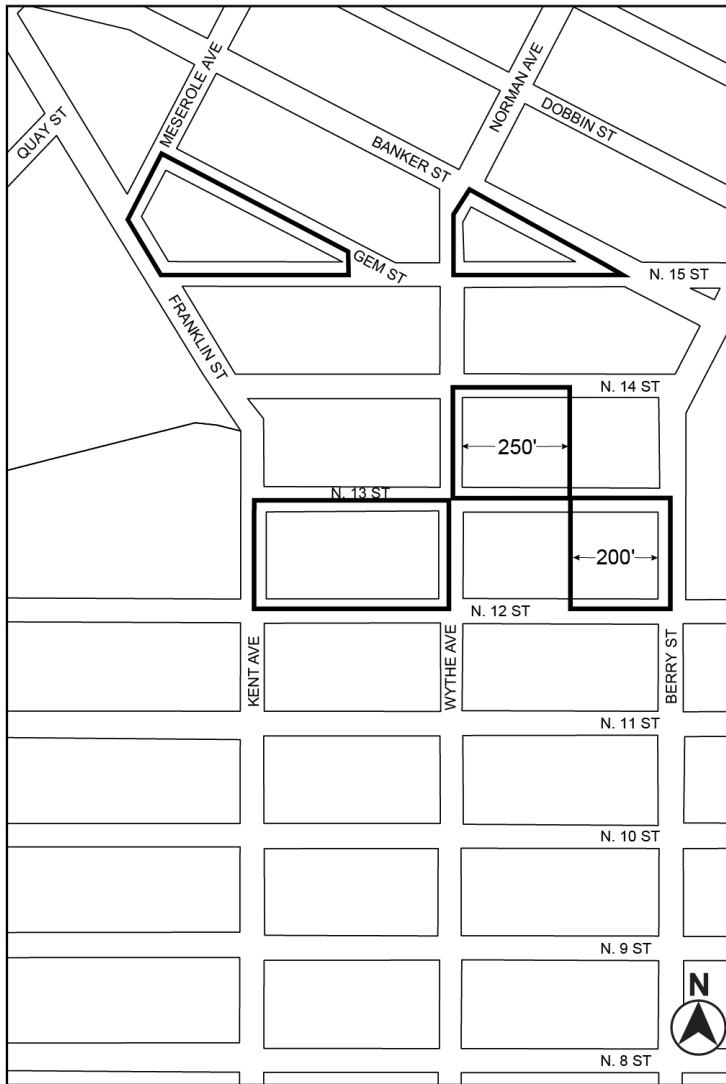 MESEROLE AVE
NORMAN AVE
QUAY ST
DOBBIN ST
BANKER ST
GEM ST
N. 15 ST
FRANKLIN ST
N. 14 ST
250'
N. 13 ST
200'
N. 12 ST
KENT AVE
WYTHE AVE
BERRY ST
N. 11 ST
N. 10 ST
N. 9 ST
N
N. 8 ST